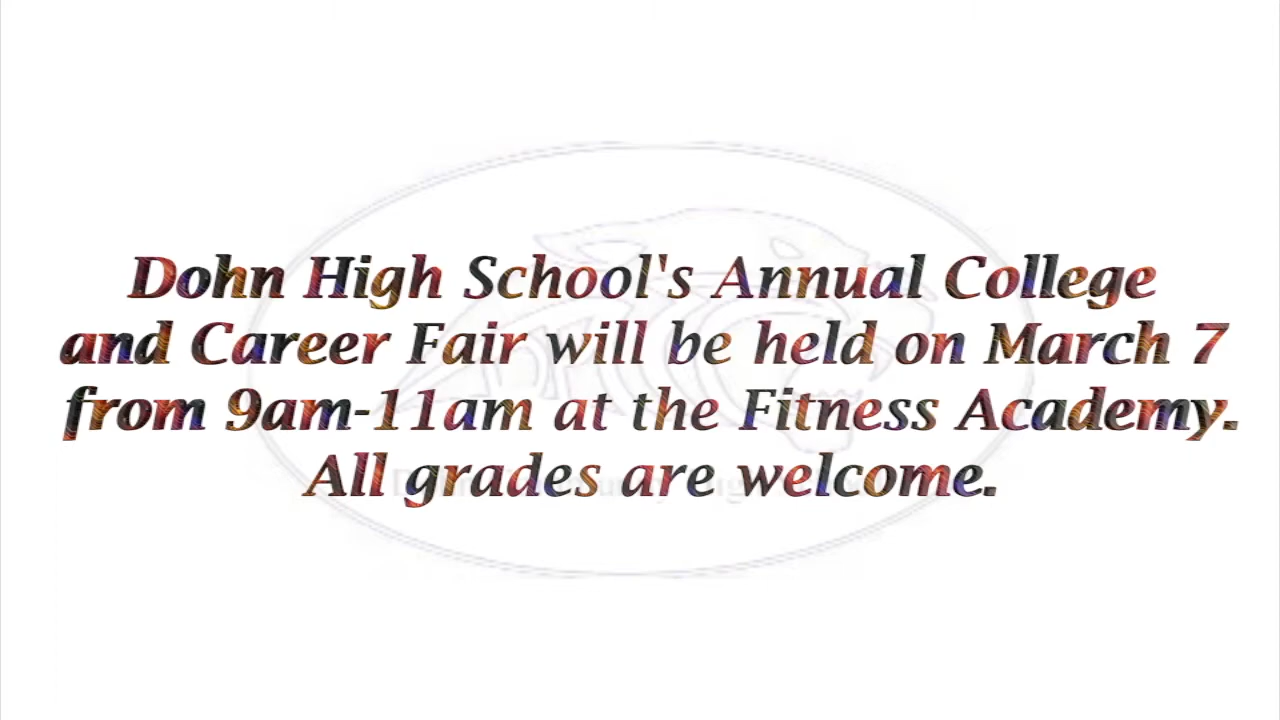 Dohn High School's Annual College
and Career Fair will be held on March 7
from 9am-11am at the Fitness Academy.
All grades are welcome.